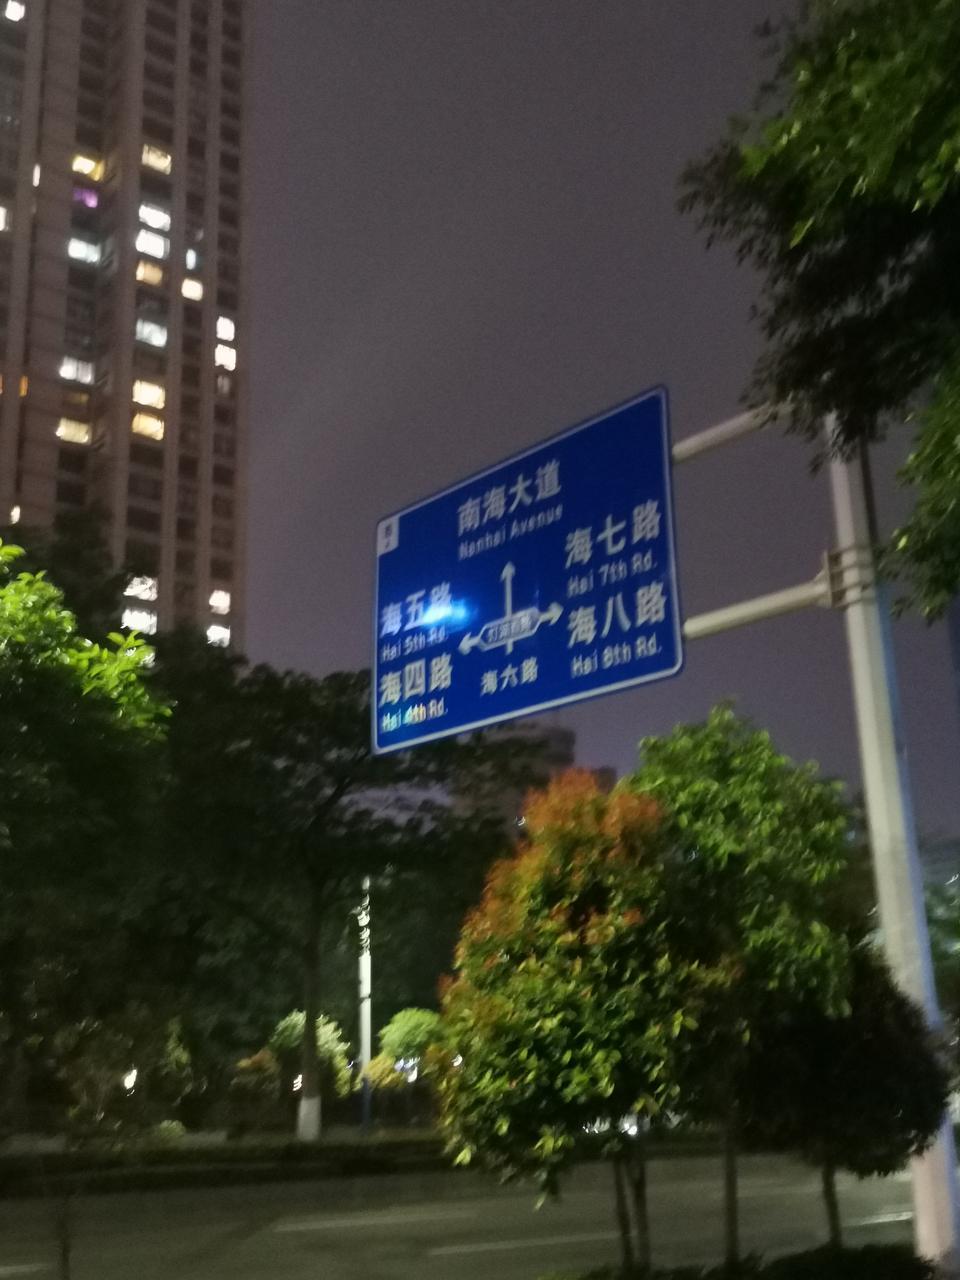 南海大道
Nanhai Avenue
海五路
Hai 5th Rd.
海四路
Hai 4th Rd.
海七路
Hai 7th Rd.
海八路
Hai 8th Rd.
海六路